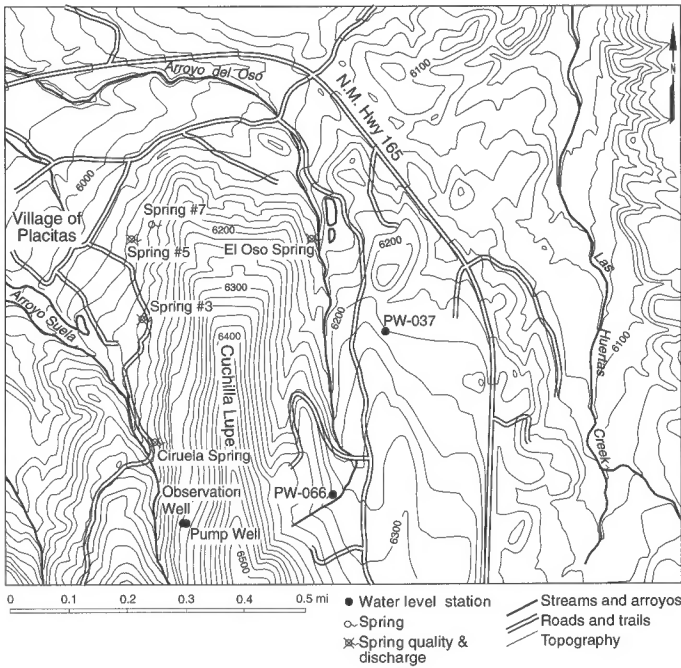 6100
N
Arroyo del Oso
N.M. Hwy 165
6000
Spring #7
Village of
Placitas
6200
Spring #5
El Oso Spring
6200
Las
6300
Arroyo Suela
Spring #3
6200
PW-037
Huertas
6100
6400
Cuchilla Lupe
Creek
Ciruela Spring
Observation
Well
PW-066
Pump Well
6300
6500
0 0.1 0.2 0.3 0.4 0.5 mi
Water level station
Spring
Spring quality &
discharge
Streams and arroyos
Roads and trails
Topography